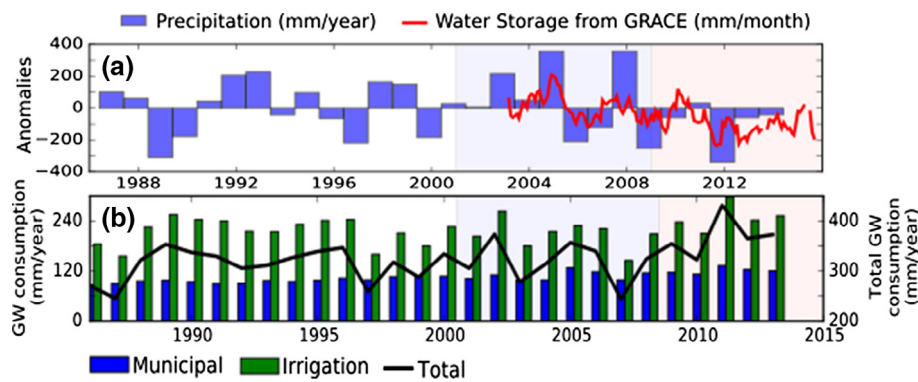 Precipitation (mm/year) Water Storage from GRACE (mm/month)
(a)
Anomalies
400
200
0
−200
−400
1988 1992 1996 2000 2004 2008 2012
(b)
GW consumption
(mm/year)
240
120
0
Total GW
consumption
(mm/year)
400
300
200
1990 1995 2000 2005 2010 2015
Municipal Irrigation Total